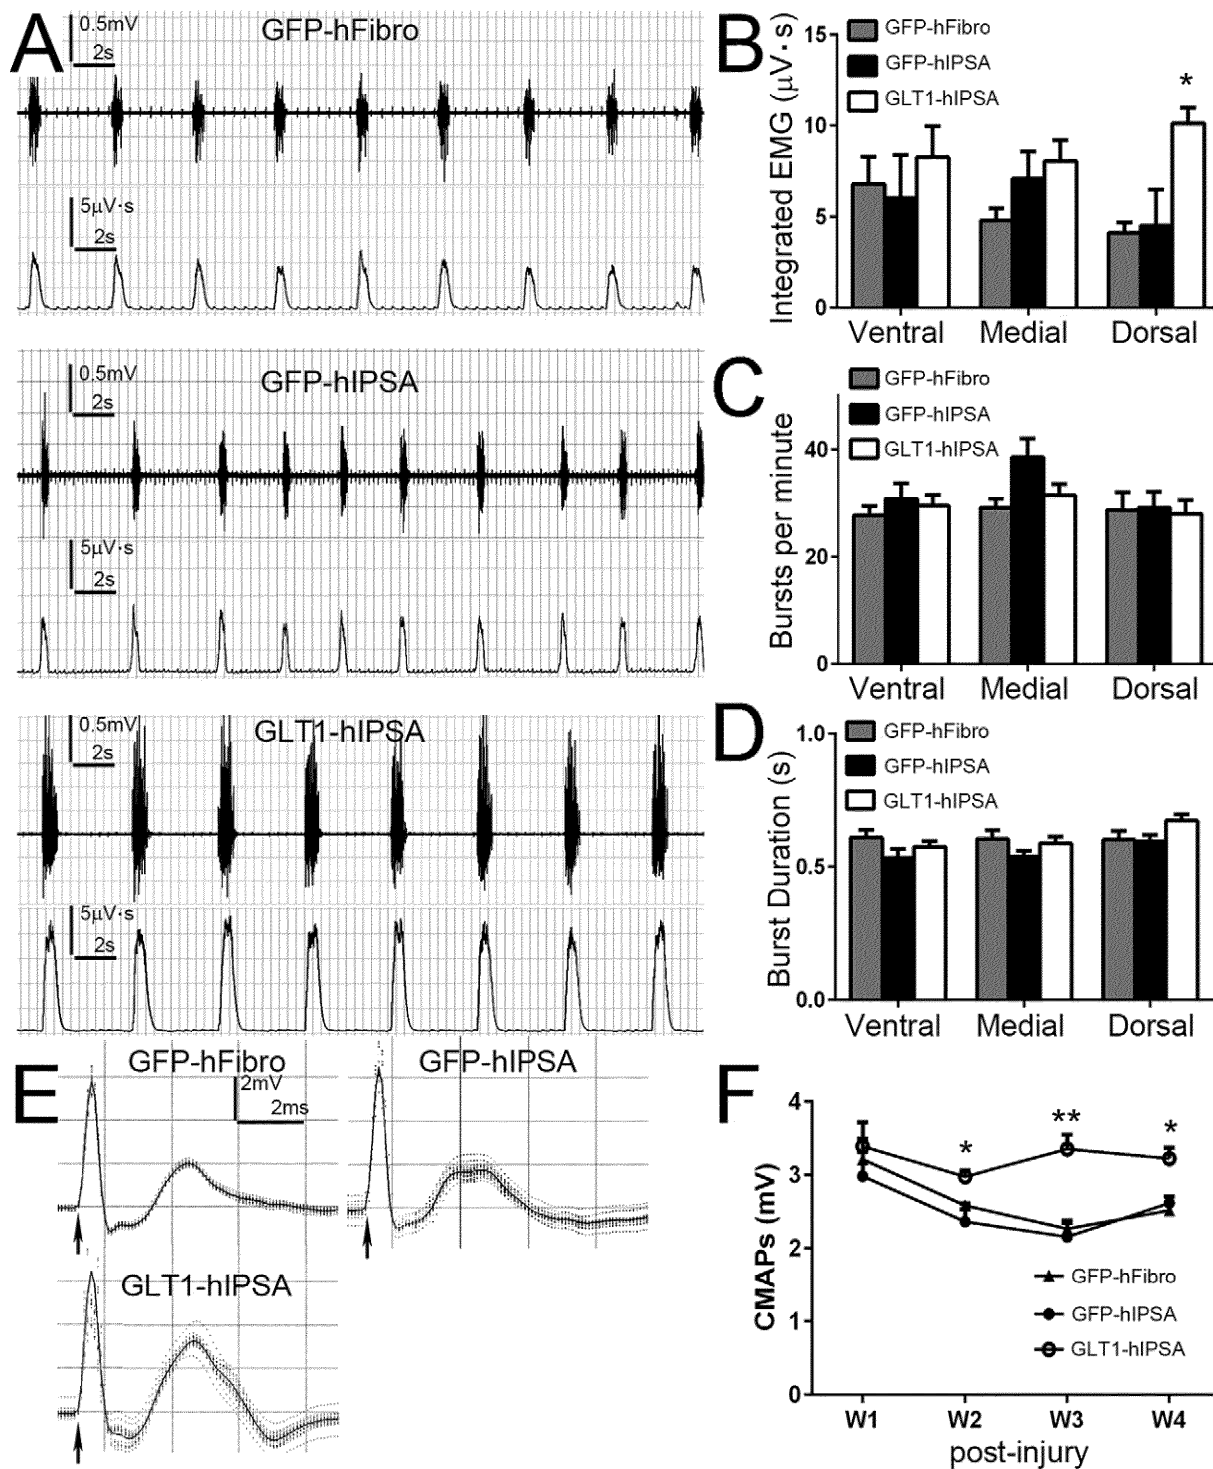 A
0.5mV
2s
GFP-hFibro
5μV·s
2s
0.5mV
2s
GFP-hIPSA
5μV·s
2s
0.5mV
2s
GLT1-hIPSA
5μV·s
2s
B
Integrated EMG (μV·s)
15
10
5
0
GFP-hFibro
GFP-hIPSA
GLT1-hIPSA
*
Ventral Medial Dorsal
C
Bursts per minute
40
20
0
GFP-hFibro
GFP-hIPSA
GLT1-hIPSA
Ventral Medial Dorsal
D
Burst Duration (s)
1.0
0.5
0.0
GFP-hFibro
GFP-hIPSA
GLT1-hIPSA
Ventral Medial Dorsal
E
GFP-hFibro
2mV
2ms
GFP-hIPSA
GLT1-hIPSA
F
CMAPs (mV)
4
3
2
1
0
* ** *
GFP-hFibro
GFP-hIPSA
GLT1-hIPSA
W1 W2 W3 W4
post-injury